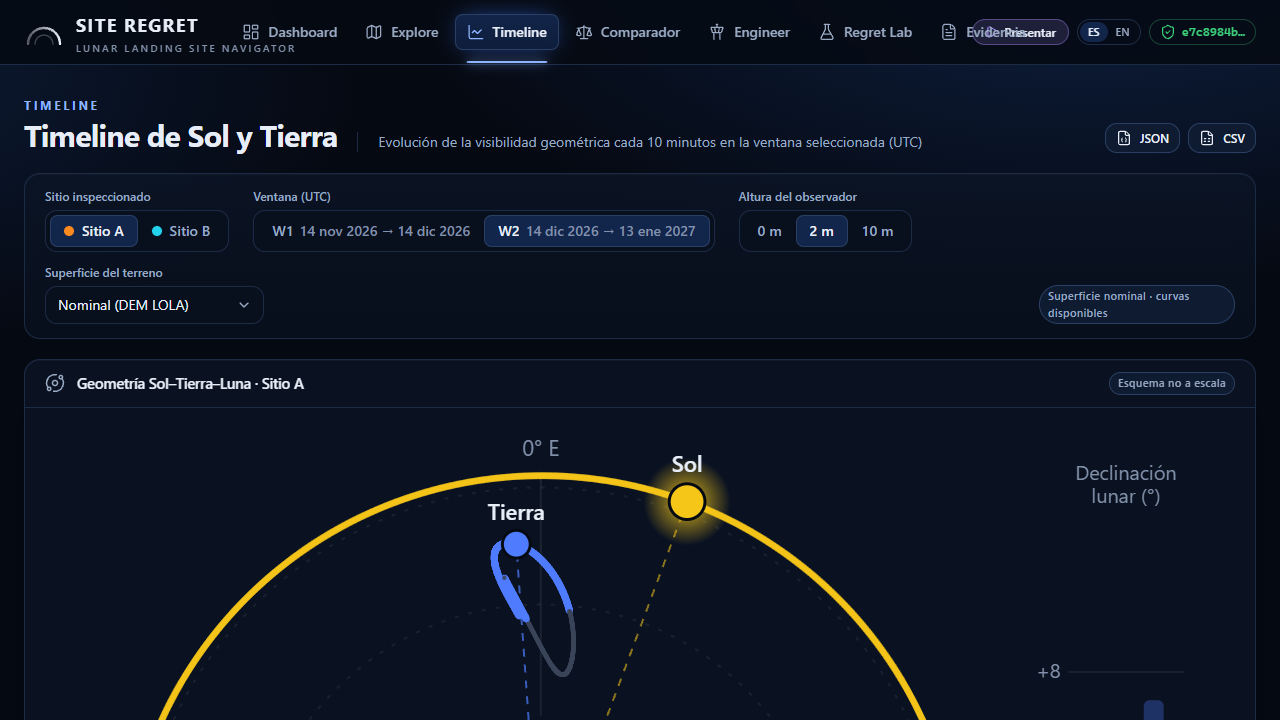 SITE REGRET
LUNAR LANDING SITE NAVIGATOR
Dashboard
Explore
Timeline
Comparador
Engineer
Regret Lab
Evidencia
Presentar
ES
EN
e7c8984b…
TIMELINE
Timeline de Sol y Tierra
Evolución de la visibilidad geométrica cada 10 minutos en la ventana seleccionada (UTC)
JSON
CSV
Sitio inspeccionado
Ventana (UTC)
Altura del observador
Sitio A
Sitio B
W1 14 nov 2026 → 14 dic 2026
W2 14 dic 2026 → 13 ene 2027
0 m
2 m
10 m
Superficie del terreno
Nominal (DEM LOLA)
Superficie nominal · curvas
disponibles
Geometría Sol–Tierra–Luna · Sitio A
Esquema no a escala
0° E
Sol
Tierra
Declinación
lunar (°)
+8